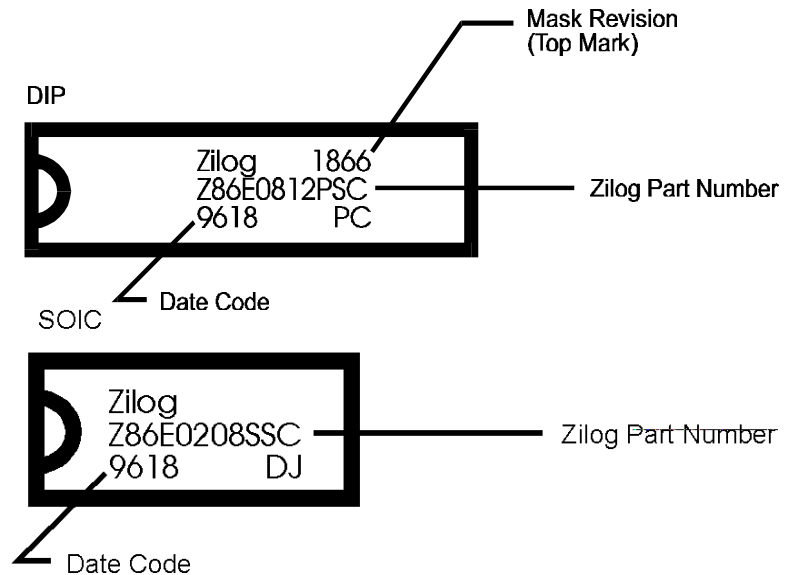 Mask Revision
(Top Mark)
DIP
Zilog 1866
Z86E0812PSC
Zilog Part Number
9618 PC
Date Code
SOIC
Zilog
Z86E0208SSC
Zilog Part Number
9618 DJ
Date Code